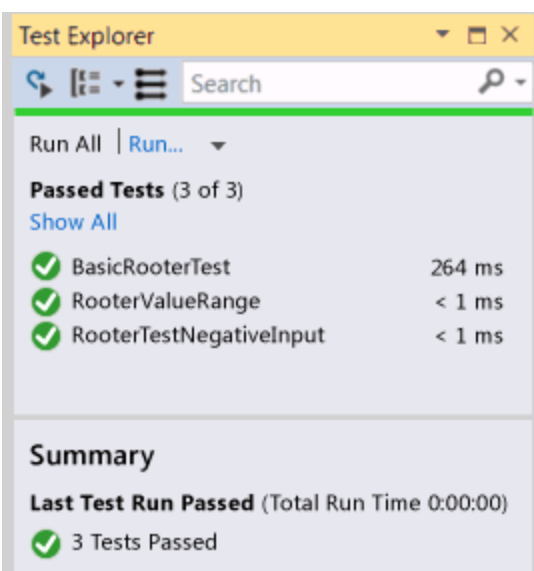 Test Explorer
Search
Run All | Run...
Passed Tests (3 of 3)
Show All
BasicRooterTest 264 ms
RooterValueRange < 1 ms
RooterTestNegativeInput < 1 ms
Summary
Last Test Run Passed (Total Run Time 0:00:00)
3 Tests Passed